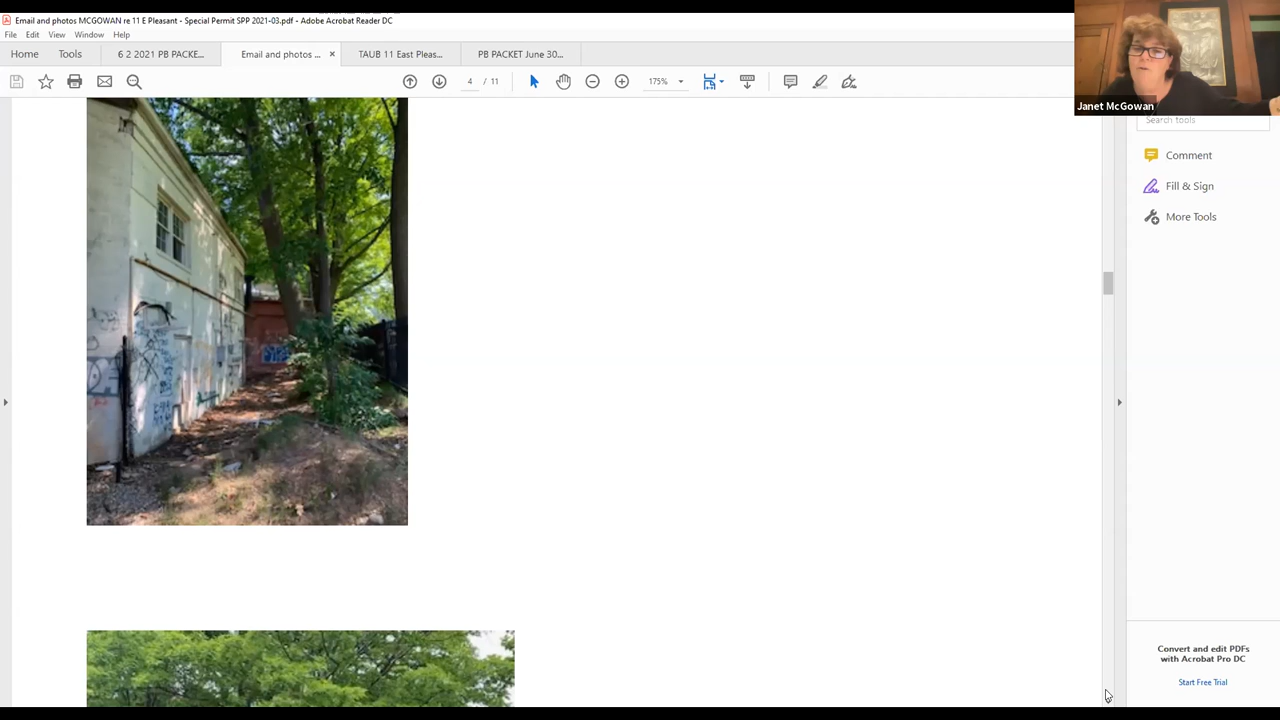 Email and photos MCGOWAN re 11 E Pleasant - Special Permit SPP 2021-03.pdf - Adobe Acrobat Reader DC
File Edit View Window Help
Home Tools 6 2 2021 PB PACKE... Email and photos ... × TAUB 11 East Pleas... PB PACKET June 30...
4 / 11 175%
Janet McGowan
Search tools
Comment
Fill & Sign
More Tools
Convert and edit PDFs
with Acrobat Pro DC
Start Free Trial